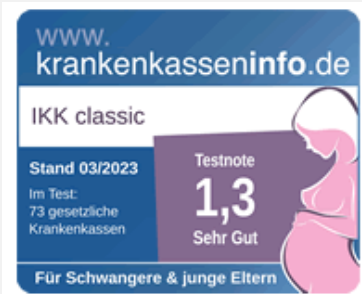 www.
krankenkasseninfo.de
IKK classic
Stand 03/2023
Im Test:
73 gesetzliche
Krankenkassen
Testnote
1,3
Sehr Gut
Für Schwangere & junge Eltern